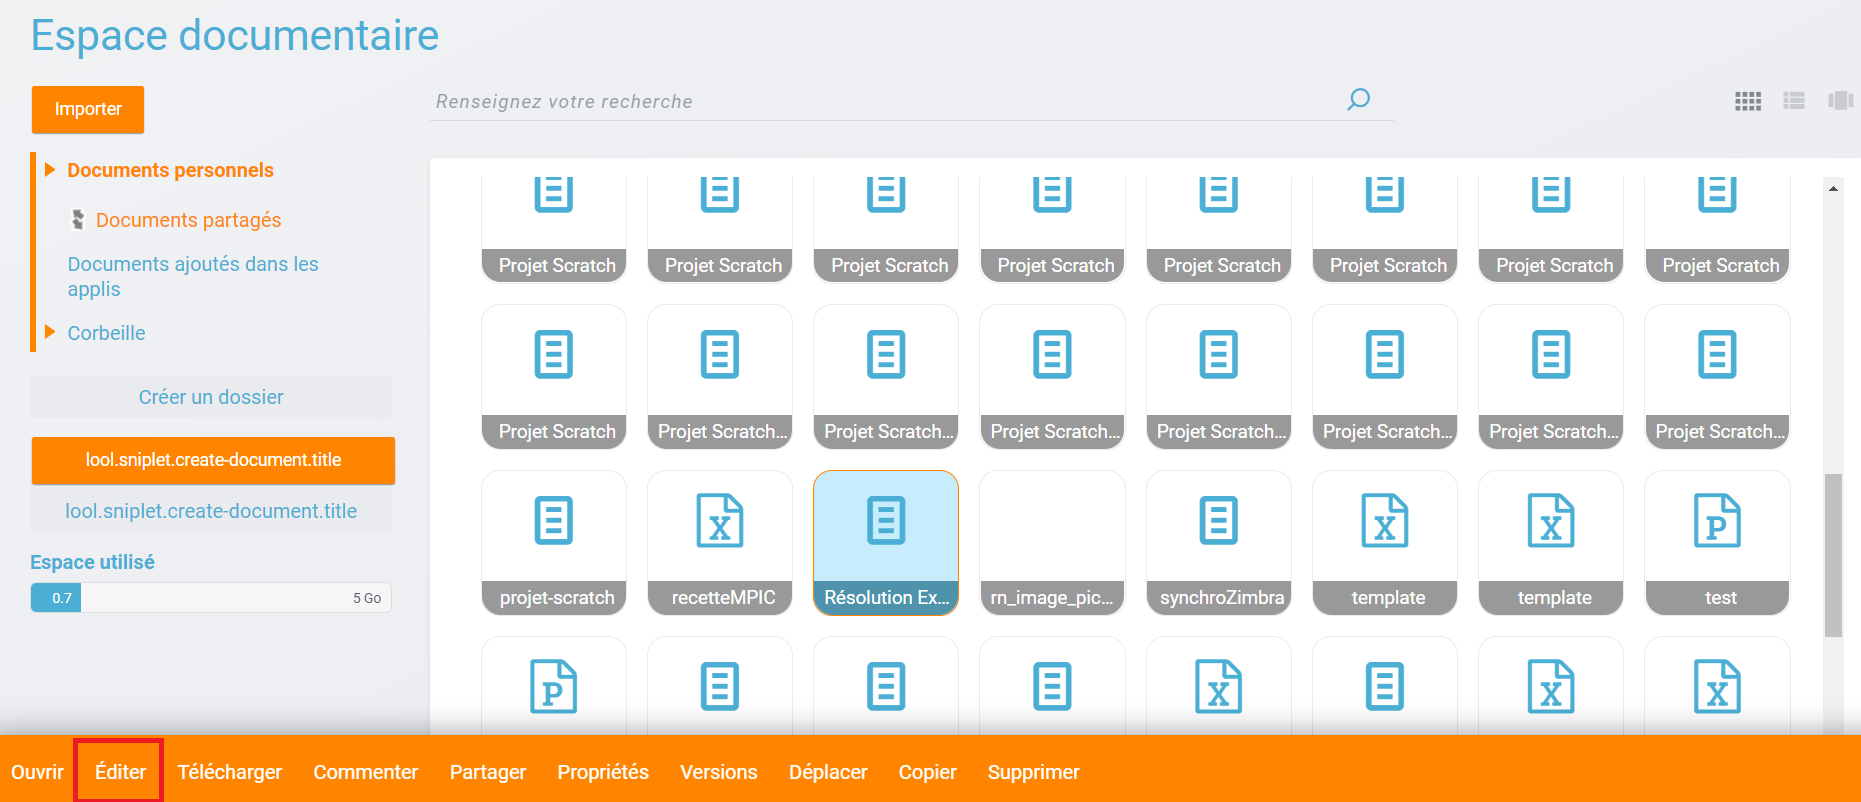 Espace documentaire
Importer
Renseignez votre recherche
Documents personnels
Documents partagés
Documents ajoutés dans les
applis
Corbeille
Créer un dossier
lool.sniplet.create-document.title
lool.sniplet.create-document.title
Espace utilisé
0.7 5 Go
Projet Scratch Projet Scratch Projet Scratch Projet Scratch Projet Scratch Projet Scratch Projet Scratch Projet Scratch
Projet Scratch Projet Scratch... Projet Scratch... Projet Scratch... Projet Scratch... Projet Scratch... Projet Scratch... Projet Scratch...
X X X P
projet-scratch recetteMPIC Résolution Ex... rn_image_pic... synchroZimbra template template test
P X X X
Ouvrir Éditer Télécharger Commenter Partager Propriétés Versions Déplacer Copier Supprimer